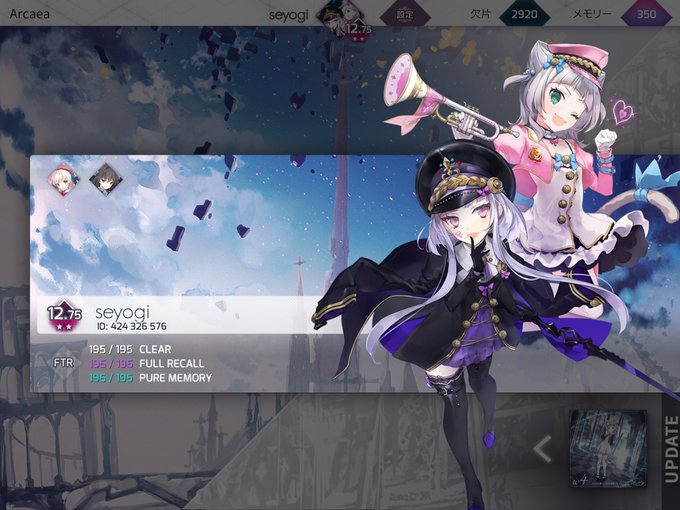 Arcaea
seyogi
12.75
設定
欠片 2920
メモリー 350
12.75
seyogi
ID: 424 326 576
FTR
195 / 195 CLEAR
195 / 195 FULL RECALL
195 / 195 PURE MEMORY
UPDATE